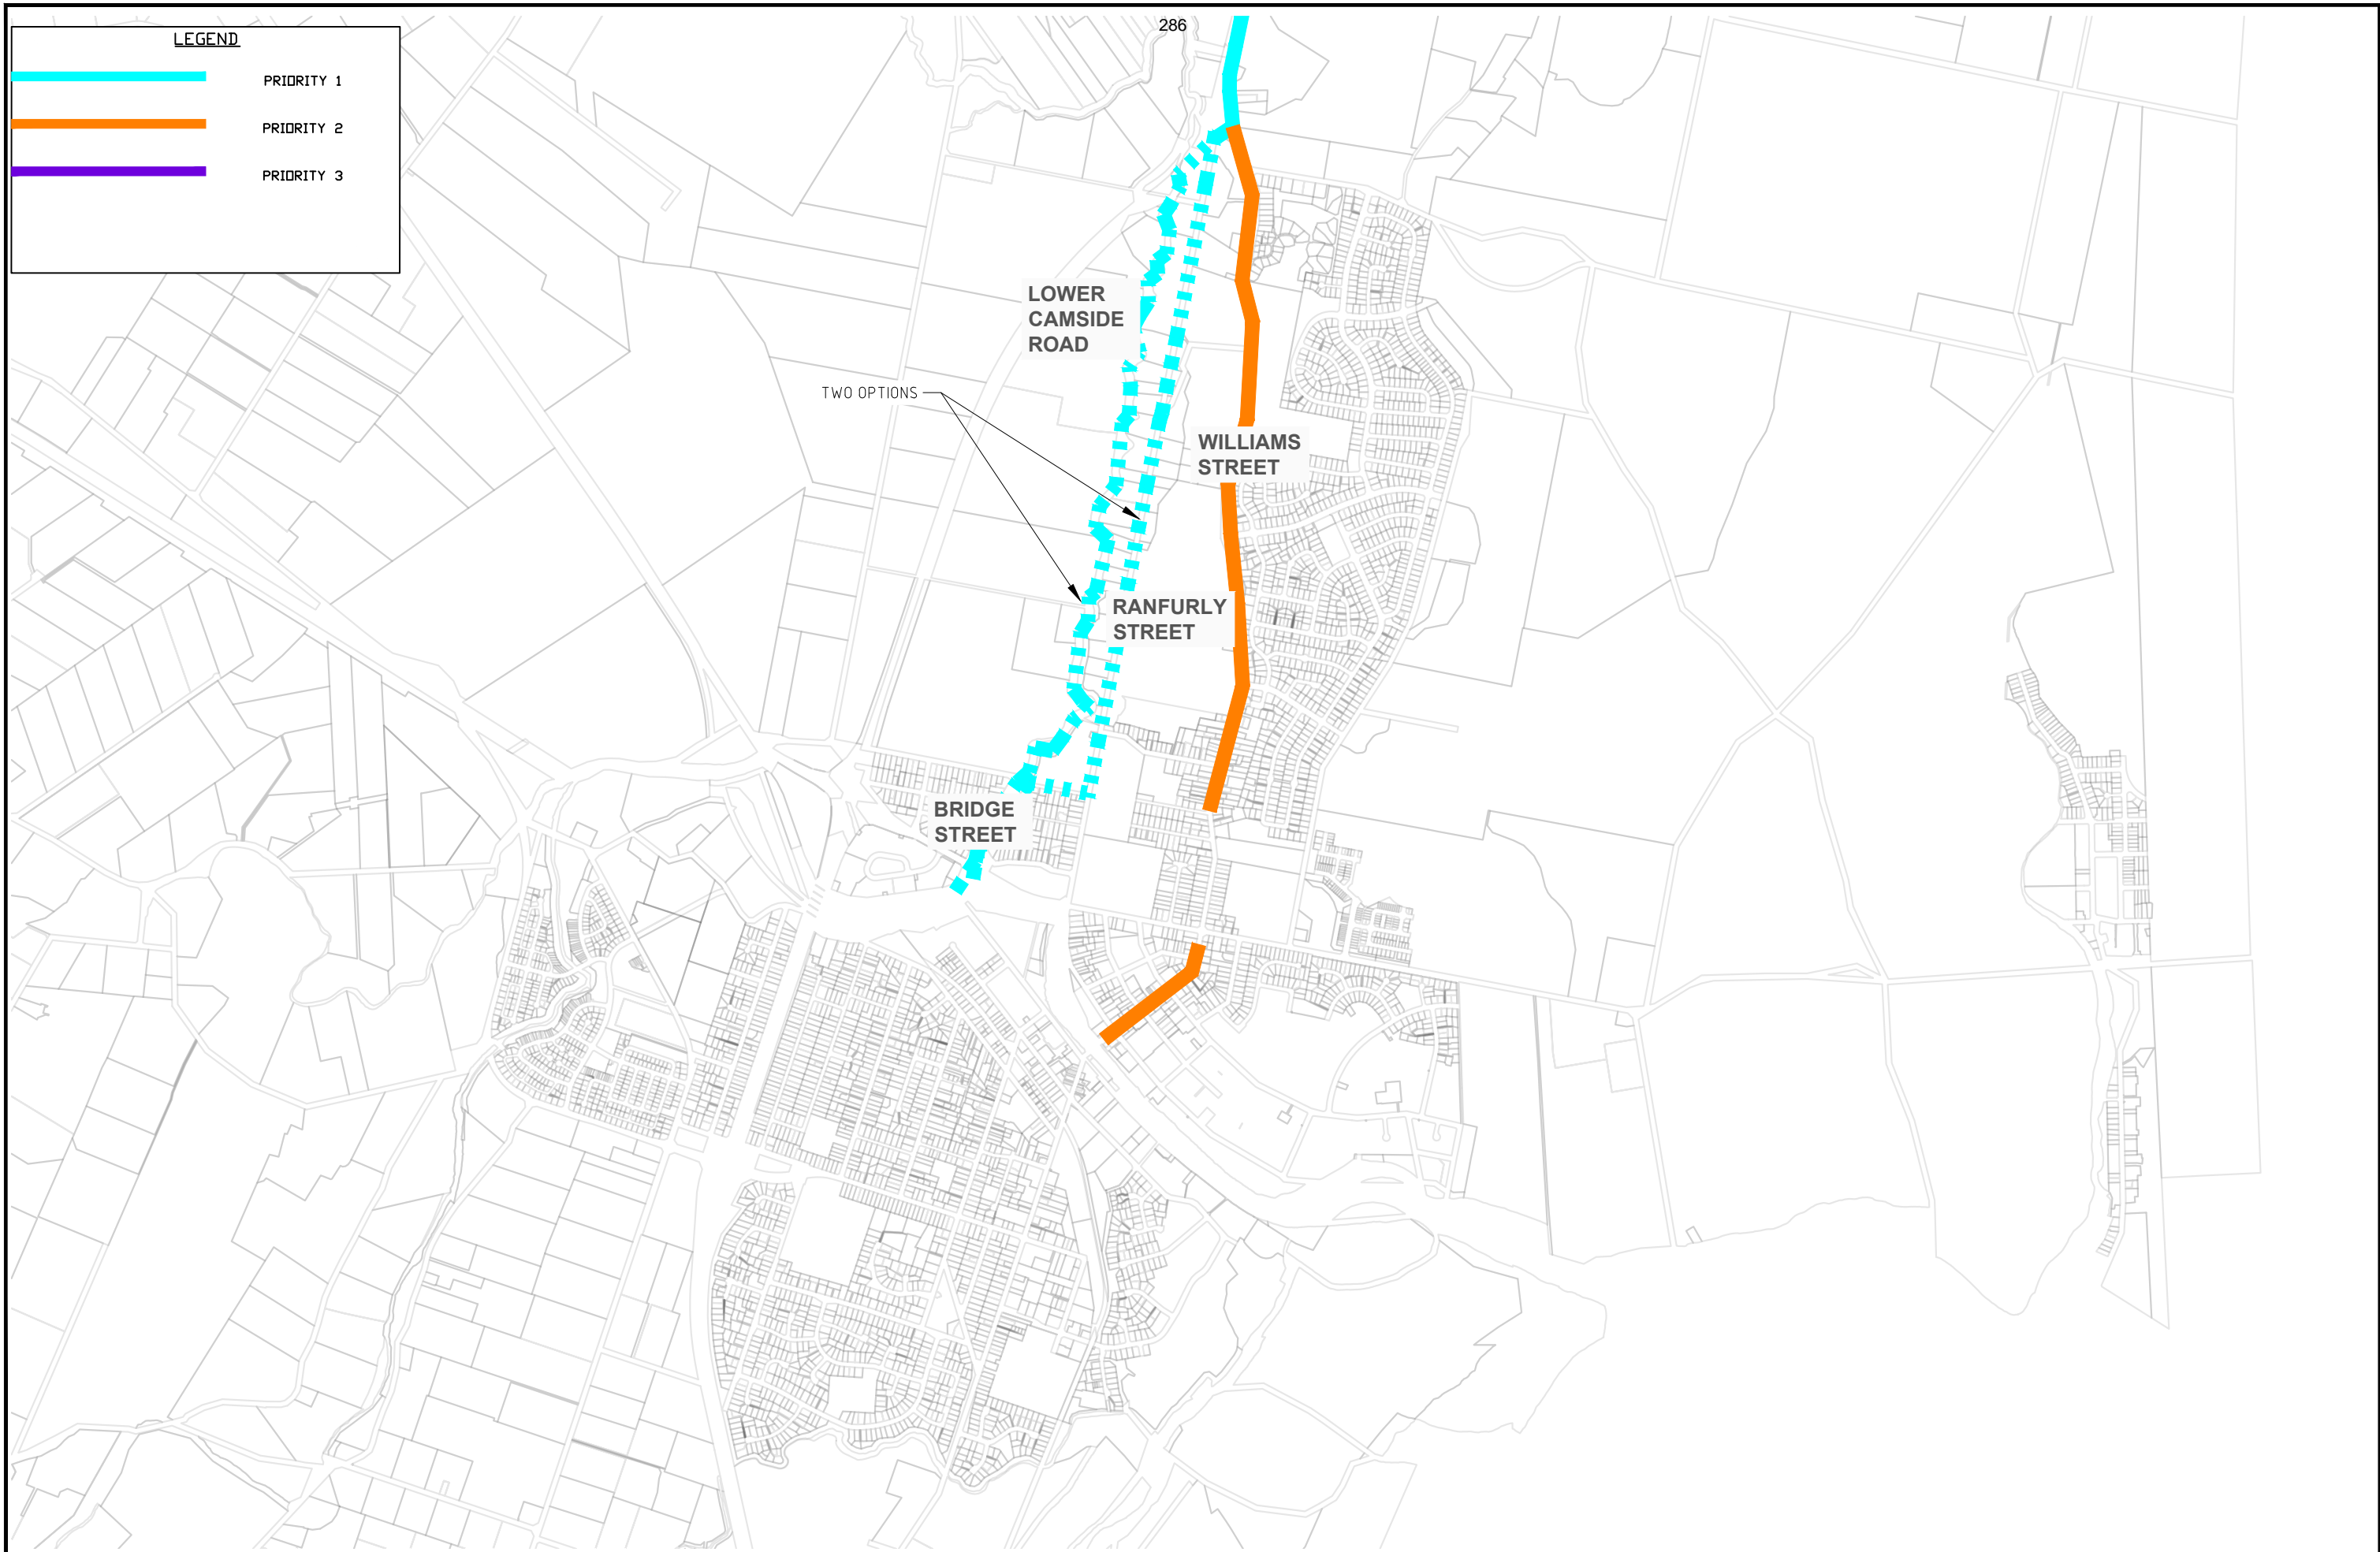 286
LEGEND
PRIORITY 1
PRIORITY 2
PRIORITY 3
LOWER
CAMSIDE
ROAD
TWO OPTIONS
WILLIAMS
STREET
RANFURLY
STREET
BRIDGE
STREET